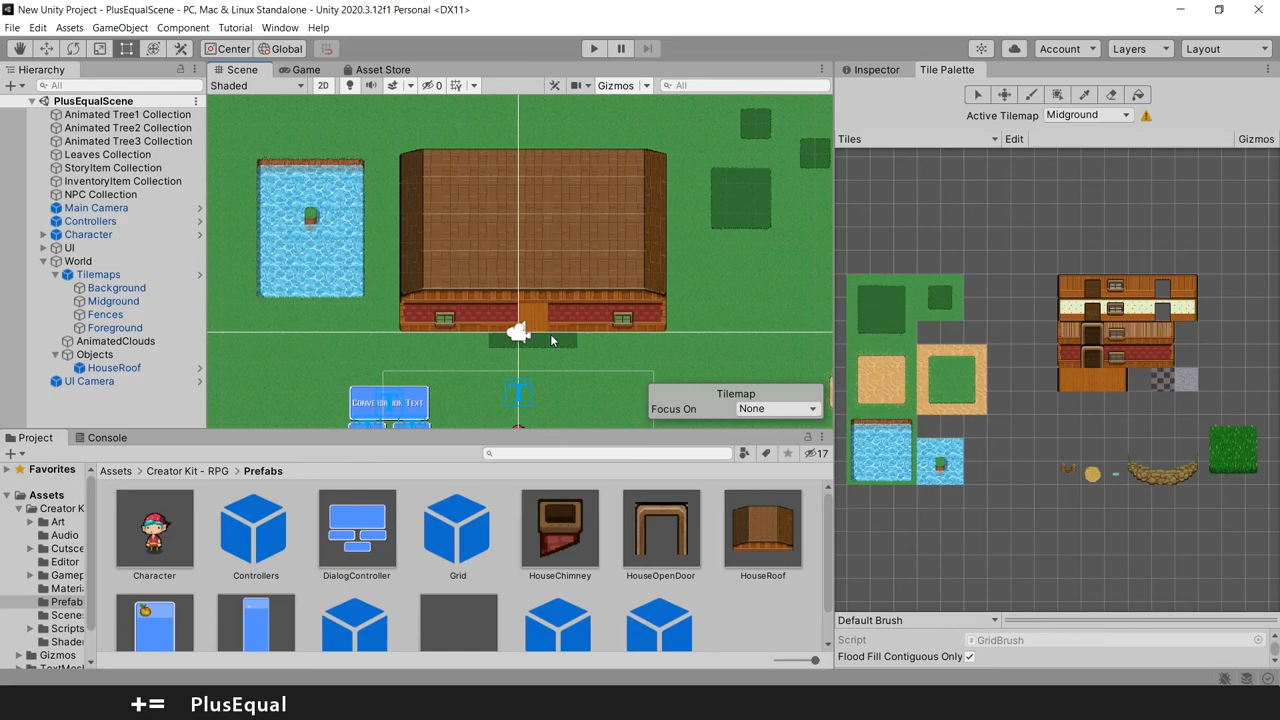 New Unity Project - PlusEqualScene - PC, Mac & Linux Standalone - Unity 2020.3.12f1 Personal <DX11>
File Edit Assets GameObject Component Tutorial Window Help
Center Global Account Layers Layout
Hierarchy Scene Game Asset Store Inspector Tile Palette
All Shaded 2D 0 Gizmos All
PlusEqualScene
Animated Tree1 Collection
Animated Tree2 Collection
Animated Tree3 Collection
Leaves Collection
StoryItem Collection
InventoryItem Collection
NPC Collection
Main Camera
Controllers
Character
UI
World
Tilemaps
Background
Midground
Fences
Foreground
AnimatedClouds
Objects
HouseRoof
UI Camera
Conversation Text
Tilemap
Focus On None
Active Tilemap Midground
Tiles Edit Gizmos
Project Console
17
Favorites
Assets
Creator K
Art
Audio
Cutsce
Editor
Gamep
Materi
Prefab
Scene
Scripts
Shade
Gizmos
TextMe
Assets Creator Kit - RPG Prefabs
Character Controllers DialogController Grid HouseChimney HouseOpenDoor HouseRoof
Default Brush
Script GridBrush
Flood Fill Contiguous Only
+= PlusEqual